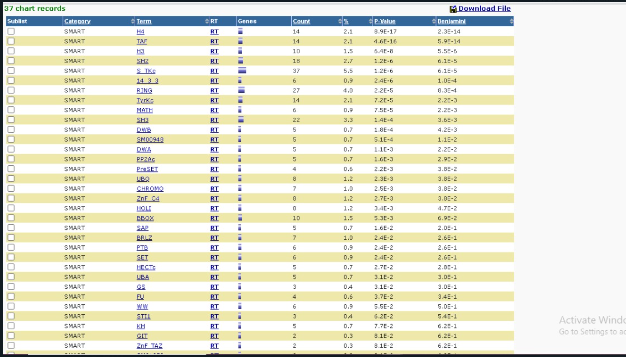 37 chart records
Download File
Sublist Category Term RT Genes Count % P-Value Benjamini
SMART H4 RT 14 2.1 8.9E-17 2.3E-14
SMART TAF RT 14 2.1 4.6E-16 5.9E-14
SMART H3 RT 10 1.5 6.4E-8 5.5E-6
SMART SH2 RT 18 2.7 1.2E-6 6.1E-5
SMART S_TKc RT 37 5.5 1.2E-6 6.1E-5
SMART 14_3_3 RT 6 0.9 2.4E-6 1.0E-4
SMART RING RT 27 4.0 2.2E-5 8.3E-4
SMART TyrKc RT 14 2.1 7.2E-5 2.2E-3
SMART MATH RT 6 0.9 7.5E-5 2.2E-3
SMART SH3 RT 22 3.3 1.4E-4 3.6E-3
SMART DWB RT 5 0.7 1.8E-4 4.2E-3
SMART SM00949 RT 5 0.7 5.1E-4 1.1E-2
SMART DWA RT 5 0.7 1.1E-3 2.2E-2
SMART PP2Ac RT 5 0.7 1.6E-3 2.9E-2
SMART PreSET RT 4 0.6 2.2E-3 3.8E-2
SMART UBQ RT 8 1.2 2.3E-3 3.8E-2
SMART CHROMO RT 7 1.0 2.5E-3 3.8E-2
SMART ZnF_C4 RT 8 1.2 2.7E-3 3.8E-2
SMART HOLI RT 8 1.2 3.4E-3 4.7E-2
SMART BBOX RT 10 1.5 5.3E-3 6.9E-2
SMART SAP RT 5 0.7 1.6E-2 2.0E-1
SMART BRLZ RT 7 1.0 2.4E-2 2.6E-1
SMART PTB RT 6 0.9 2.4E-2 2.6E-1
SMART SET RT 6 0.9 2.4E-2 2.6E-1
SMART HECTc RT 5 0.7 2.7E-2 2.8E-1
SMART UBA RT 5 0.7 3.1E-2 3.0E-1
SMART GS RT 3 0.4 3.1E-2 3.0E-1
SMART FU RT 4 0.6 3.7E-2 3.4E-1
SMART WW RT 6 0.9 5.5E-2 5.0E-1
SMART STI1 RT 3 0.4 6.2E-2 5.4E-1
SMART KH RT 5 0.7 7.7E-2 6.2E-1
SMART GIT RT 2 0.3 8.1E-2 6.2E-1
SMART ZnF_TAZ RT 2 0.3 8.1E-2 6.2E-1
Activate Windo
Go to Settings to a